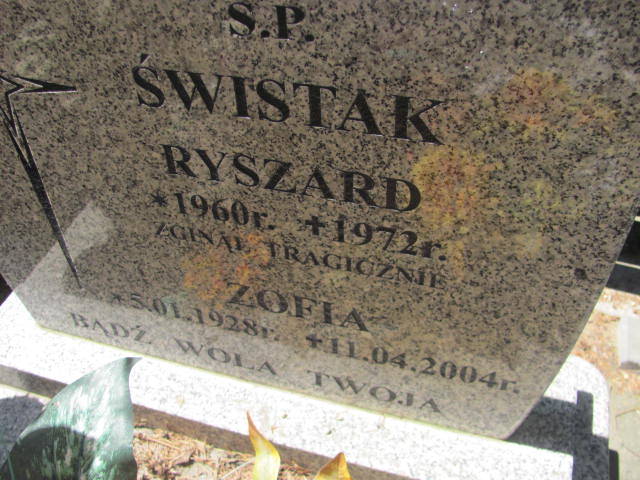 Ś.P.
ŚWISTAK
RYSZARD
*1960r. +1972r.
ZGINĄŁ TRAGICZNIE
ZOFIA
*5.01.1928r. +11.04.2004r.
BĄDŹ WOLA TWOJA